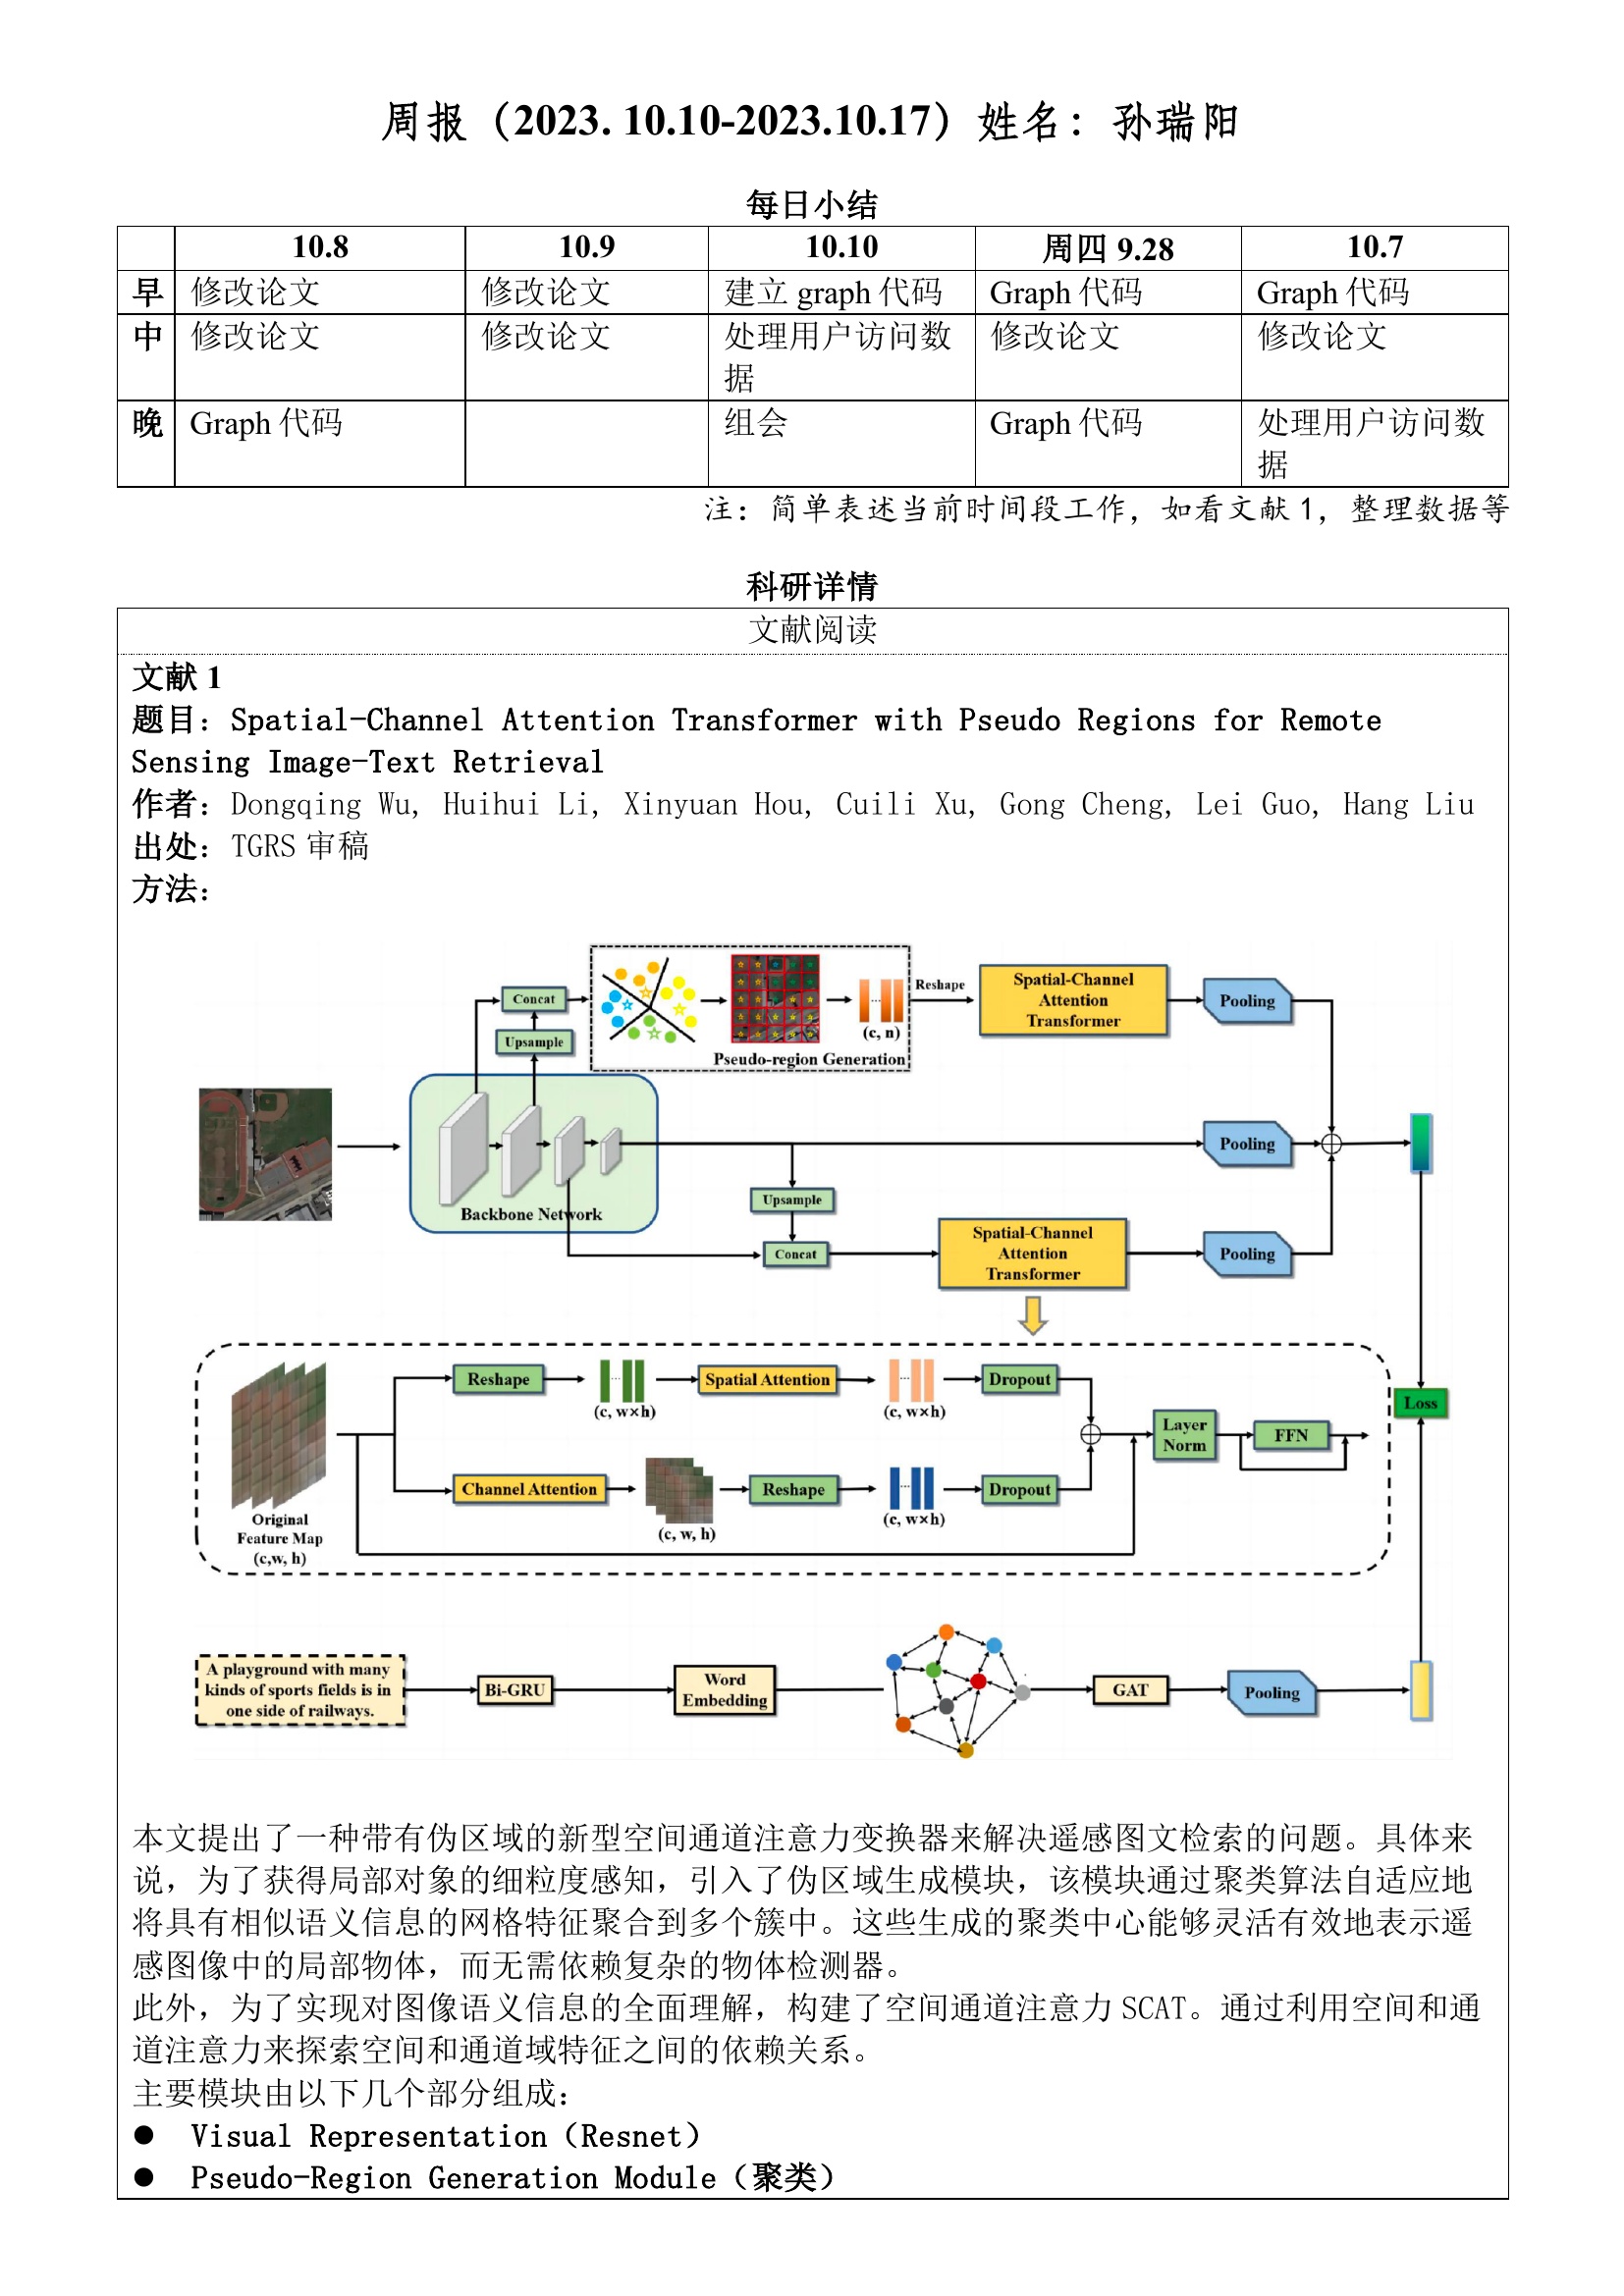 周报（2023. 10.10-2023.10.17）姓名：孙瑞阳
每日小结
10.8 10.9 10.10 周四 9.28 10.7
早 修改论文 修改论文 建立 graph 代码 Graph 代码 Graph 代码
中 修改论文 修改论文 处理用户访问数据 修改论文 修改论文
晚 Graph 代码 组会 Graph 代码 处理用户访问数据
注：简单表述当前时间段工作，如看文献 1，整理数据等
科研详情
文献阅读
文献 1
题目：Spatial-Channel Attention Transformer with Pseudo Regions for Remote
Sensing Image-Text Retrieval
作者：Dongqing Wu, Huihui Li, Xinyuan Hou, Cuili Xu, Gong Cheng, Lei Guo, Hang Liu
出处：TGRS 审稿
方法：
Concat
Upsample
(c, n)
Pseudo-region Generation
Reshape
Spatial-Channel
Attention
Transformer
Pooling
Backbone Network
Pooling
Upsample
Concat
Spatial-Channel
Attention
Transformer
Pooling
Reshape
(c, w×h)
Spatial Attention
(c, w×h)
Dropout
Layer
Norm
FFN
Loss
Channel Attention
(c, w, h)
Reshape
(c, w×h)
Dropout
Original
Feature Map
(c,w, h)
A playground with many
kinds of sports fields is in
one side of railways.
Bi-GRU
Word
Embedding
GAT
Pooling
本文提出了一种带有伪区域的新型空间通道注意力变换器来解决遥感图文检索的问题。具体来
说，为了获得局部对象的细粒度感知，引入了伪区域生成模块，该模块通过聚类算法自适应地
将具有相似语义信息的网格特征聚合到多个簇中。这些生成的聚类中心能够灵活有效地表示遥
感图像中的局部物体，而无需依赖复杂的物体检测器。
此外，为了实现对图像语义信息的全面理解，构建了空间通道注意力 SCAT。通过利用空间和通
道注意力来探索空间和通道域特征之间的依赖关系。
主要模块由以下几个部分组成：
● Visual Representation（Resnet）
● Pseudo-Region Generation Module（聚类）